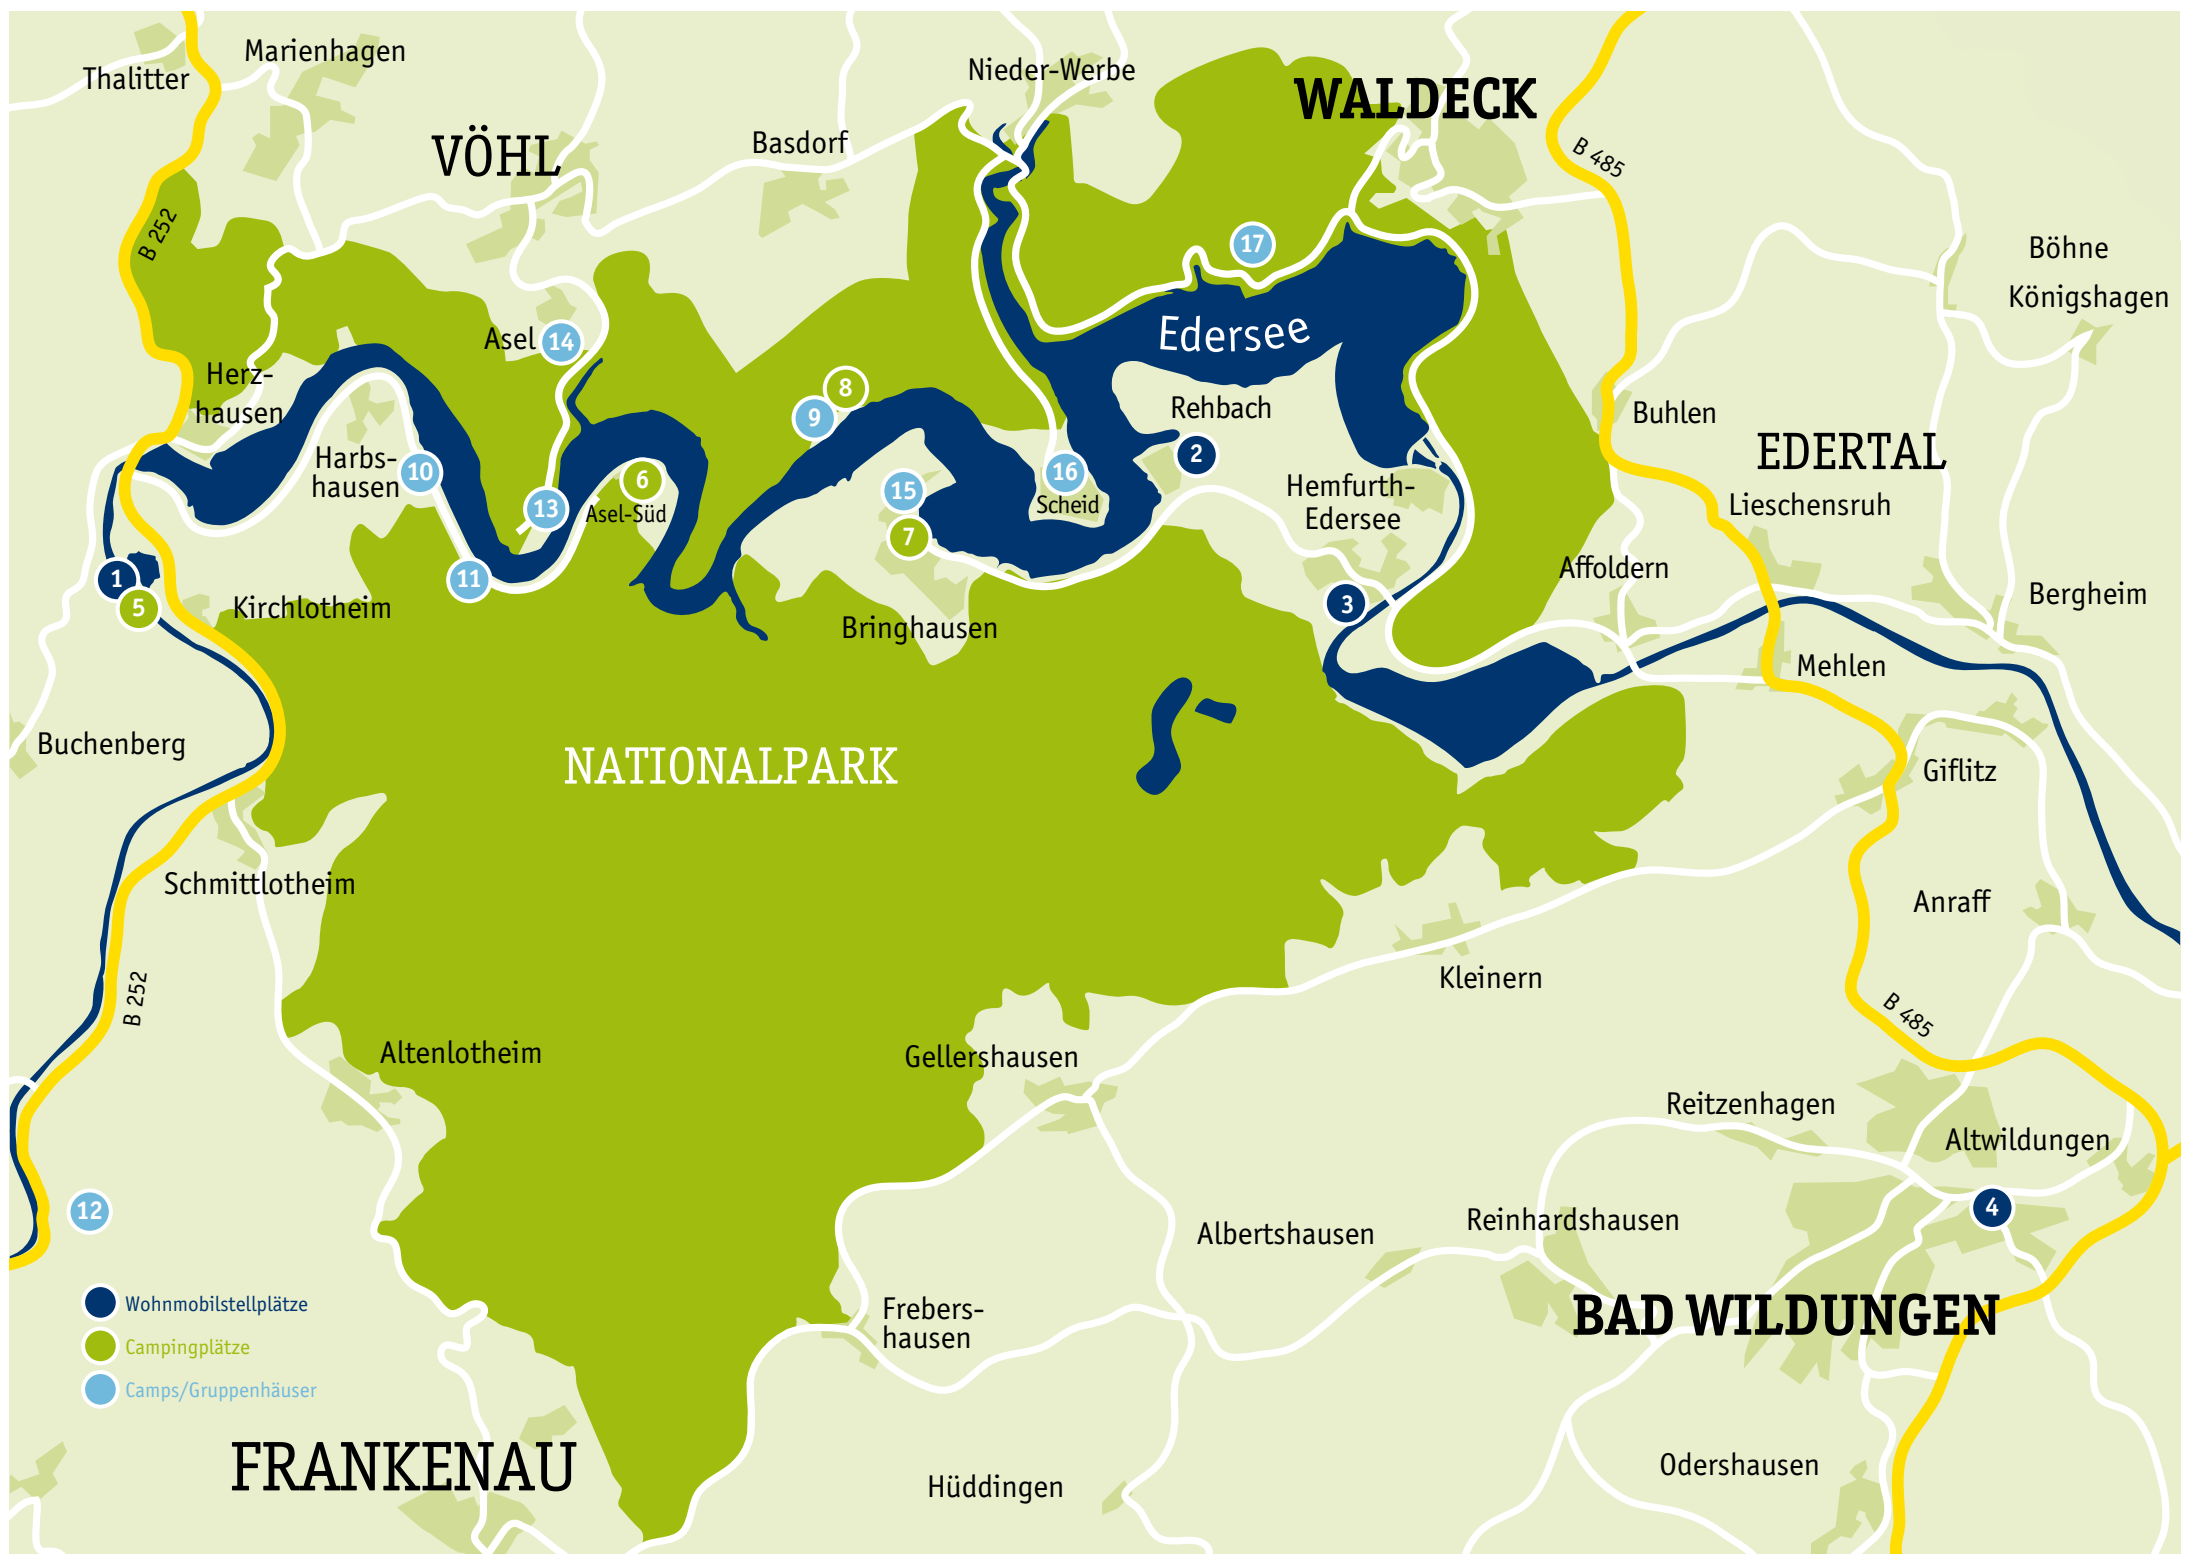 Marienhagen
Thalitter
Nieder-Werbe
WALDECK
VÖHL
Basdorf
B 485
B 252
17
Böhne
Königshagen
Edersee
Asel
14
Herz-
hausen
8
9
Rehbach
Buhlen
2
EDERTAL
Harbs-
hausen
10
6
13
Asel-Süd
15
7
16
Scheid
Hemfurth-
Edersee
Lieschensruh
1
5
11
Kirchlotheim
Affoldern
Bergheim
3
Bringhausen
Mehlen
Buchenberg
NATIONALPARK
Giflitz
Schmittlotheim
Anraff
Kleinern
B 252
B 485
Altenlotheim
Gellershausen
Reitzenhagen
Altwildungen
12
4
Albertshausen
Reinhardshausen
Frebers-
hausen
BAD WILDUNGEN
Wohnmobilstellplätze
Campingplätze
Camps/Gruppenhäuser
FRANKENAU
Odershausen
Hüddingen